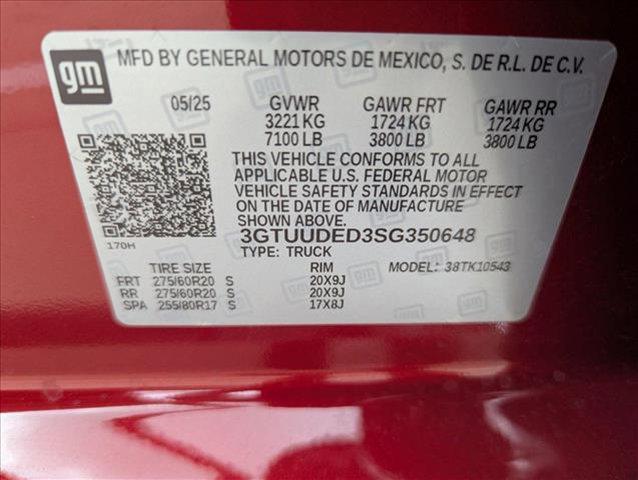 gm
MFD BY GENERAL MOTORS DE MEXICO, S. DE R.L. DE C.V.
05/25 GVWR GAWR FRT GAWR RR
3221 KG 1724 KG 1724 KG
7100 LB 3800 LB 3800 LB
THIS VEHICLE CONFORMS TO ALL
APPLICABLE U.S. FEDERAL MOTOR
VEHICLE SAFETY STANDARDS IN EFFECT
ON THE DATE OF MANUFACTURE
SHOWN ABOVE.
170H
3GTUUDED3SG350648
TYPE: TRUCK MODEL: 38TK10543
TIRE SIZE RIM
FRT 275/60R20 S 20X9J
RR 275/60R20 S 20X9J
SPA 255/80R17 S 17X8J